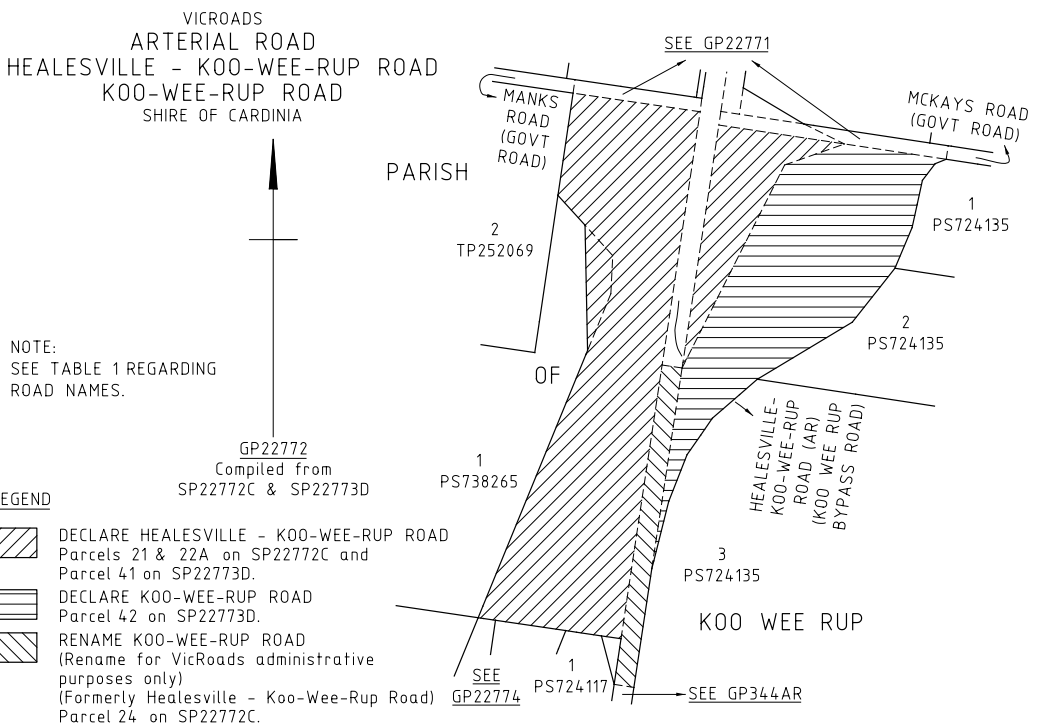 VICROADS
ARTERIAL ROAD
HEALESVILLE - KOO-WEE-RUP ROAD
KOO-WEE-RUP ROAD
SHIRE OF CARDINIA
SEE GP22771
MANKS
ROAD
(GOVT
ROAD)
MCKAYS ROAD
(GOVT ROAD)
PARISH
2
TP252069
1
PS724135
2
PS724135
NOTE:
SEE TABLE 1 REGARDING
ROAD NAMES.
OF
HEALESVILLE-
KOO-WEE-RUP
ROAD (AR)
(KOO WEE RUP
BYPASS ROAD)
GP22772
Compiled from
SP22772C & SP22773D
1
PS738265
EGEND
DECLARE HEALESVILLE - KOO-WEE-RUP ROAD
Parcels 21 & 22A on SP22772C and
Parcel 41 on SP22773D.
DECLARE KOO-WEE-RUP ROAD
Parcel 42 on SP22773D.
RENAME KOO-WEE-RUP ROAD
(Rename for VicRoads administrative
purposes only)
(Formerly Healesville - Koo-Wee-Rup Road)
Parcel 24 on SP22772C.
3
PS724135
KOO WEE RUP
SEE
GP22774
1
PS724117
SEE GP344AR